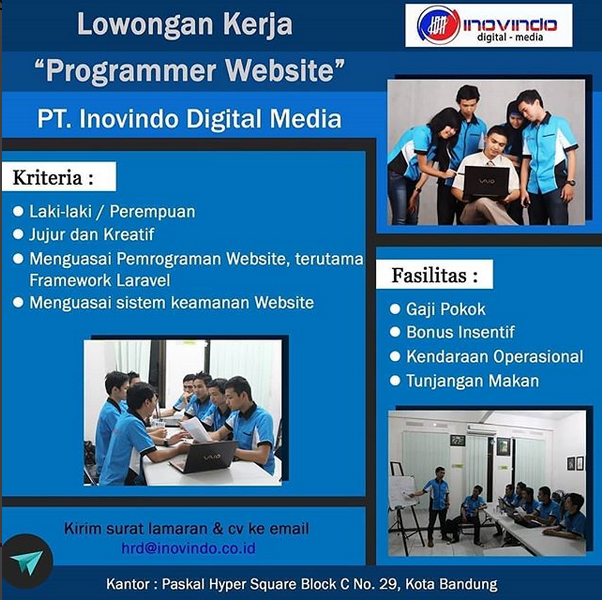 Lowongan Kerja
“Programmer Website”
PT. Inovindo Digital Media
inovindo
digital - media
Kriteria :
Laki-laki / Perempuan
Jujur dan Kreatif
Menguasai Pemrograman Website, terutama
Framework Laravel
Menguasai sistem keamanan Website
VAIO
Fasilitas :
Gaji Pokok
Bonus Insentif
Kendaraan Operasional
Tunjangan Makan
VAIO
Kirim surat lamaran & cv ke email
hrd@inovindo.co.id
Kantor : Paskal Hyper Square Block C No. 29, Kota Bandung